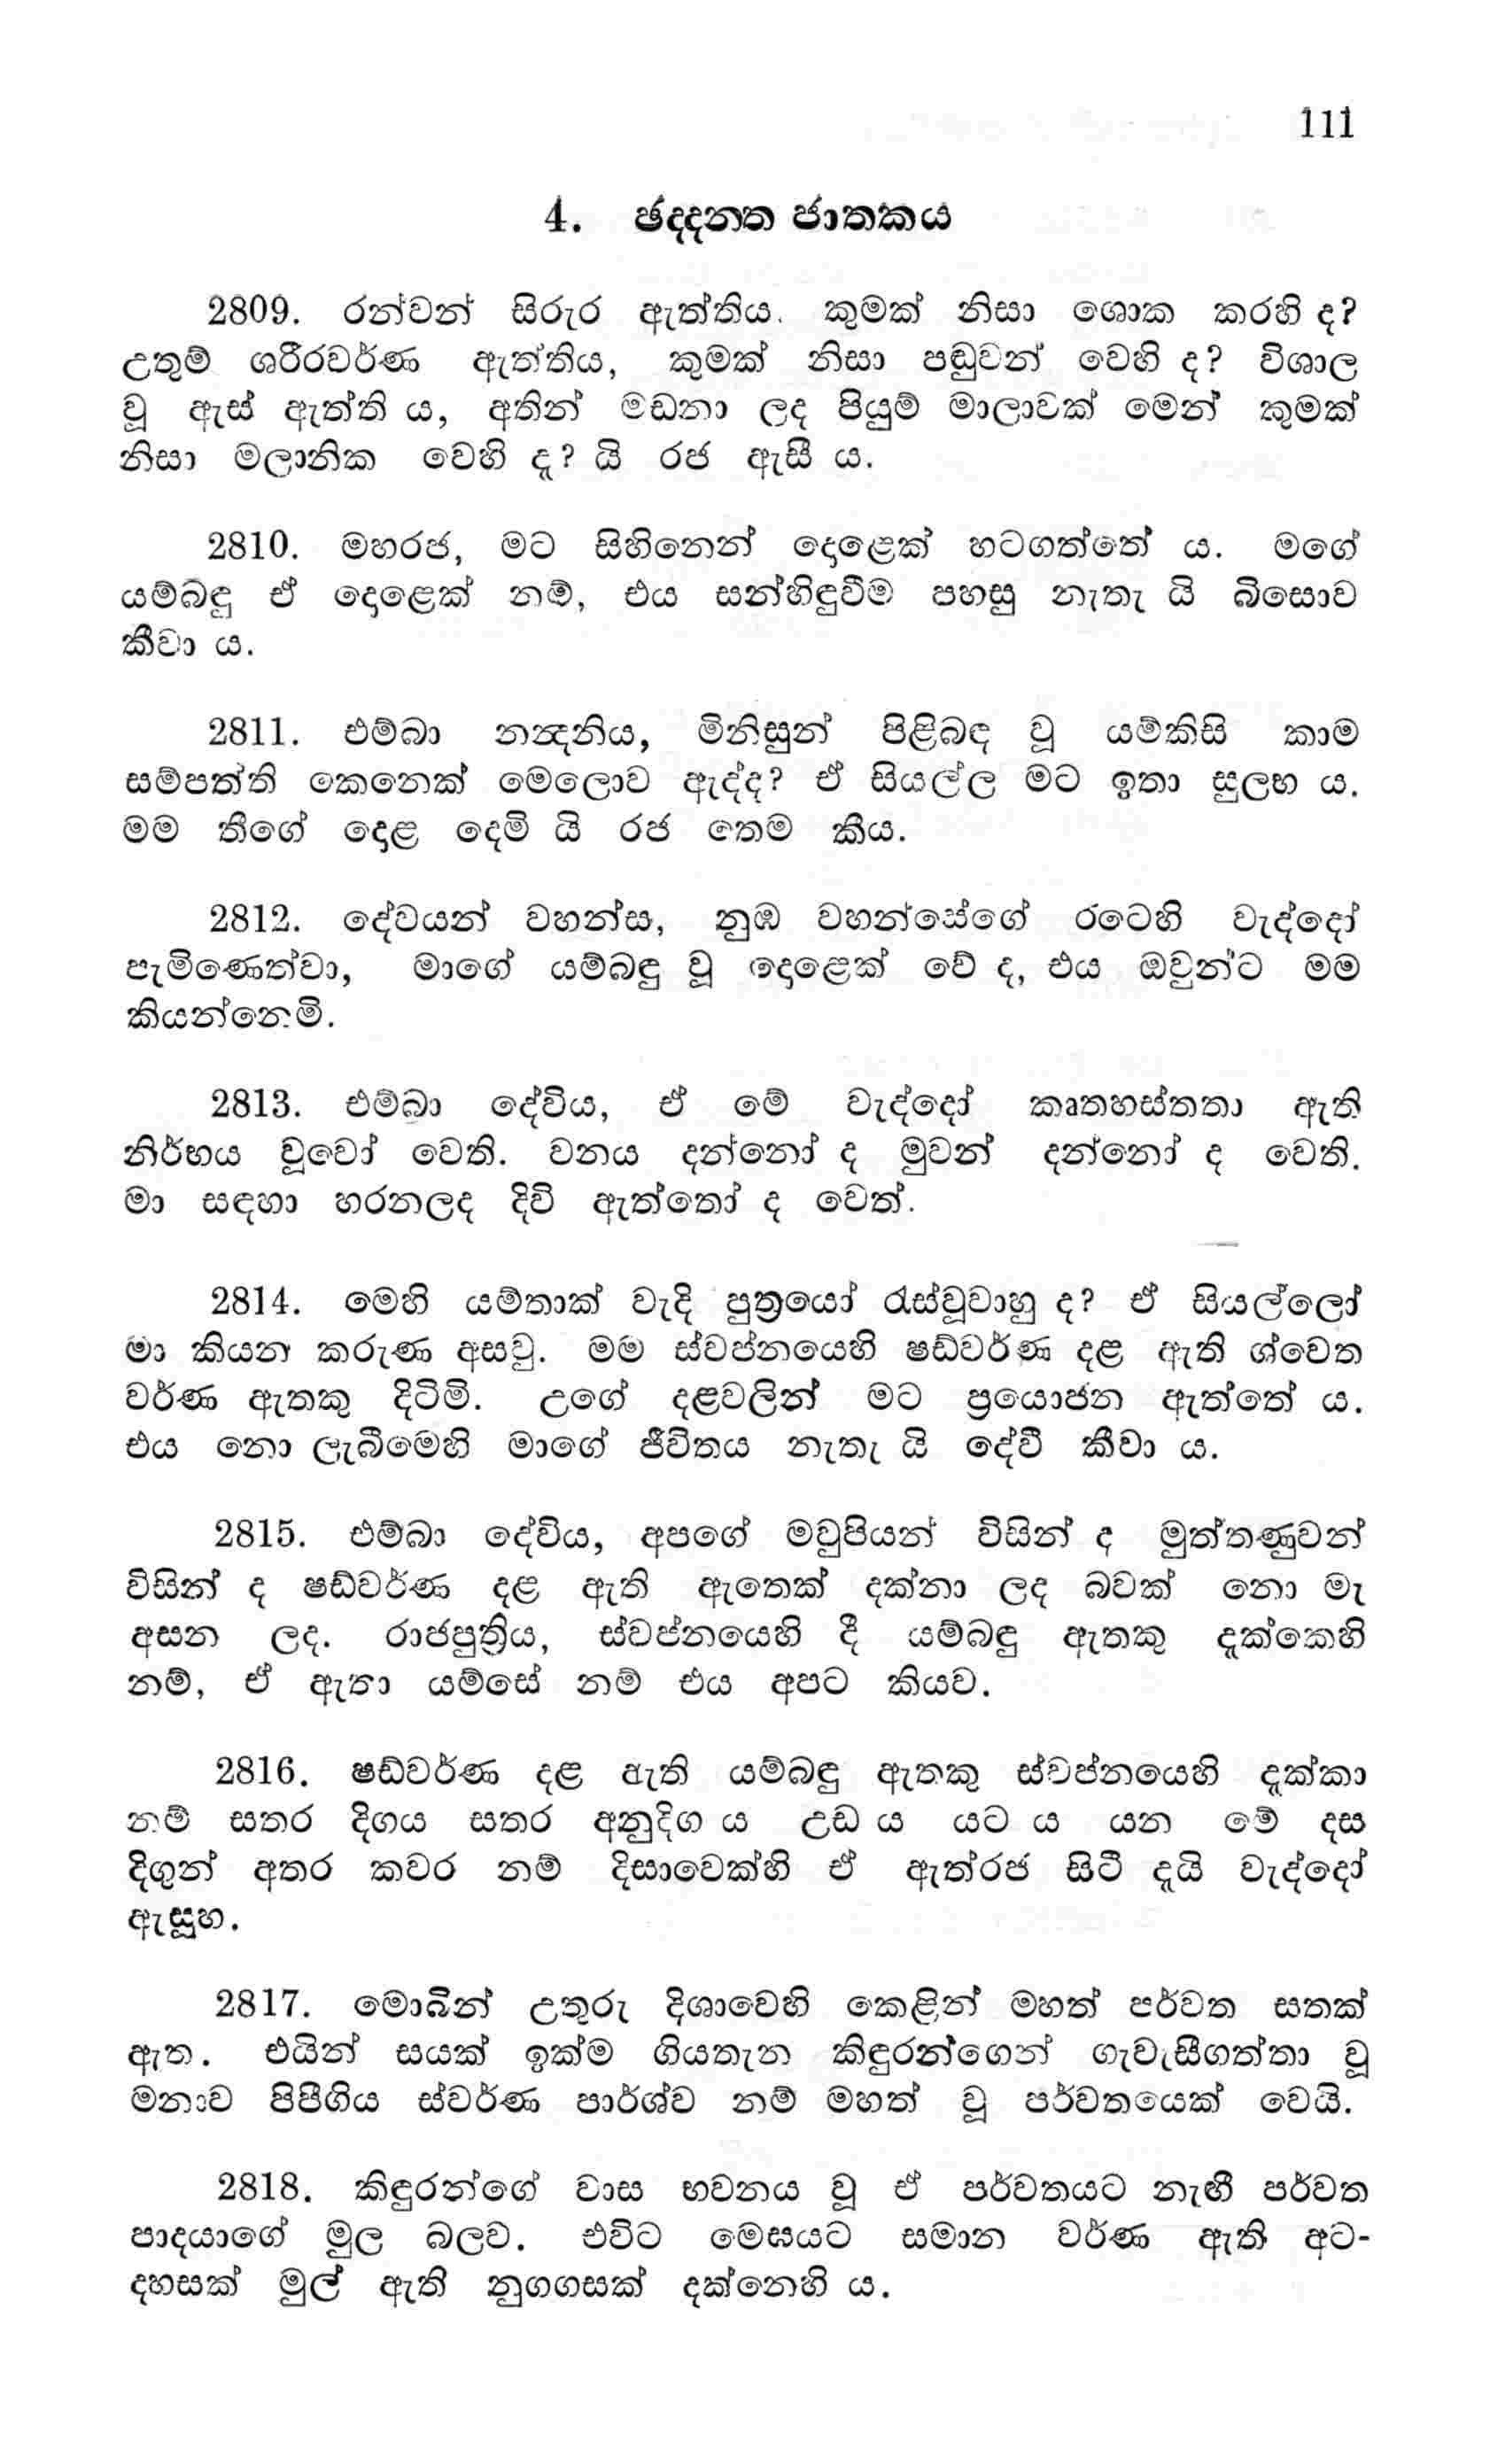 111
4. ඡද්දන්ත ජාතකය
2809. රන්වන් සිරුර ඇත්තිය. කුමක් නිසා ශොක කරහි ද?
උතුම් ශරීරවර්ණ ඇත්තිය, කුමක් නිසා පඬුවන් වෙහි ද? විශාල
වූ ඇස් ඇත්ති ය, අතින් මඩනා ලද පියුම් මාලාවක් මෙන් කුමක්
නිසා මලානික වෙහි දැ? යි රජ ඇසී ය.
2810. මහරජ, මට සිහිනෙන් දොළෙක් හටගත්තේ ය. මගේ
යම්බඳු ඒ දොළෙක් නම්, එය සන්හිඳුවීම පහසු නැතැ යි බිසොව
කීවා ය.
2811. එම්බා නන්දනිය, මිනිසුන් පිළිබඳ වූ යම්කිසි කාම
සම්පත්ති කෙනෙක් මෙලොව ඇද්ද? ඒ සියල්ල මට ඉතා සුලභ ය.
මම තීගේ දොළ දෙමි යි රජ තෙම කීය.
2812. දේවයන් වහන්ස, නුඹ වහන්සේගේ රටෙහි වැද්දෝ
පැමිණෙත්වා, මාගේ යම්බඳු වූ දොළෙක් වේ ද, එය ඔවුන්ට මම
කියන්නෙමි.
2813. එම්බා දේවිය, ඒ මේ වැද්දෝ කෘතහස්තතා ඇති
නිර්භය වූවෝ වෙති. වනය දන්නෝ ද මුවන් දන්නෝ ද වෙති.
මා සඳහා හරනලද දිවි ඇත්තෝ ද වෙත්.
2814. මෙහි යම්තාක් වැදි පුත්‍රයෝ රැස්වූවාහු ද? ඒ සියල්ලෝ
මා කියන කරුණ අසවු. මම ස්වප්නයෙහි ෂඩ්වර්ණ දළ ඇති ශ්වෙත
වර්ණ ඇතකු දිටිමි. උගේ දළවලින් මට ප්‍රයොජන ඇත්තේ ය.
එය නො ලැබීමෙහි මාගේ ජීවිතය නැතැ යි දේවී කීවා ය.
2815. එම්බා දේවිය, අපගේ මවුපියන් විසින් ද මුත්තණුවන්
විසින් ද ෂඩ්වර්ණ දළ ඇති ඇතෙක් දක්නා ලද බවක් නො මැ
අසන ලද. රාජපුත්‍රිය, ස්වප්නයෙහි දී යම්බඳු ඇතකු දැක්කෙහි
නම්, ඒ ඇතා යම්සේ නම් එය අපට කියව.
2816. ෂඩ්වර්ණ දළ ඇති යම්බඳු ඇතකු ස්වප්නයෙහි දැක්කා
නම් සතර දිගය සතර අනුදිග ය උඩ ය යට ය යන මේ දස
දිගුන් අතර කවර නම් දිසාවෙක්හි ඒ ඇත්රජ සිටී දැයි වැද්දෝ
ඇසූහ.
2817. මොබින් උතුරු දිශාවෙහි කෙළින් මහත් පර්වත සතක්
ඇත. එයින් සයක් ඉක්ම ගියතැන කිඳුරන්ගෙන් ගැවැසීගත්තා වූ
මනාව පිපීගිය ස්වර්ණ පාර්ශ්ව නම් මහත් වූ පර්වතයෙක් වෙයි.
2818. කිඳුරන්ගේ වාස භවනය වූ ඒ පර්වතයට නැඟී පර්වත
පාදයාගේ මුල බලව. එවිට මෙඝයට සමාන වර්ණ ඇති අට-
දහසක් මුල් ඇති නුගගසක් දක්නෙහි ය.